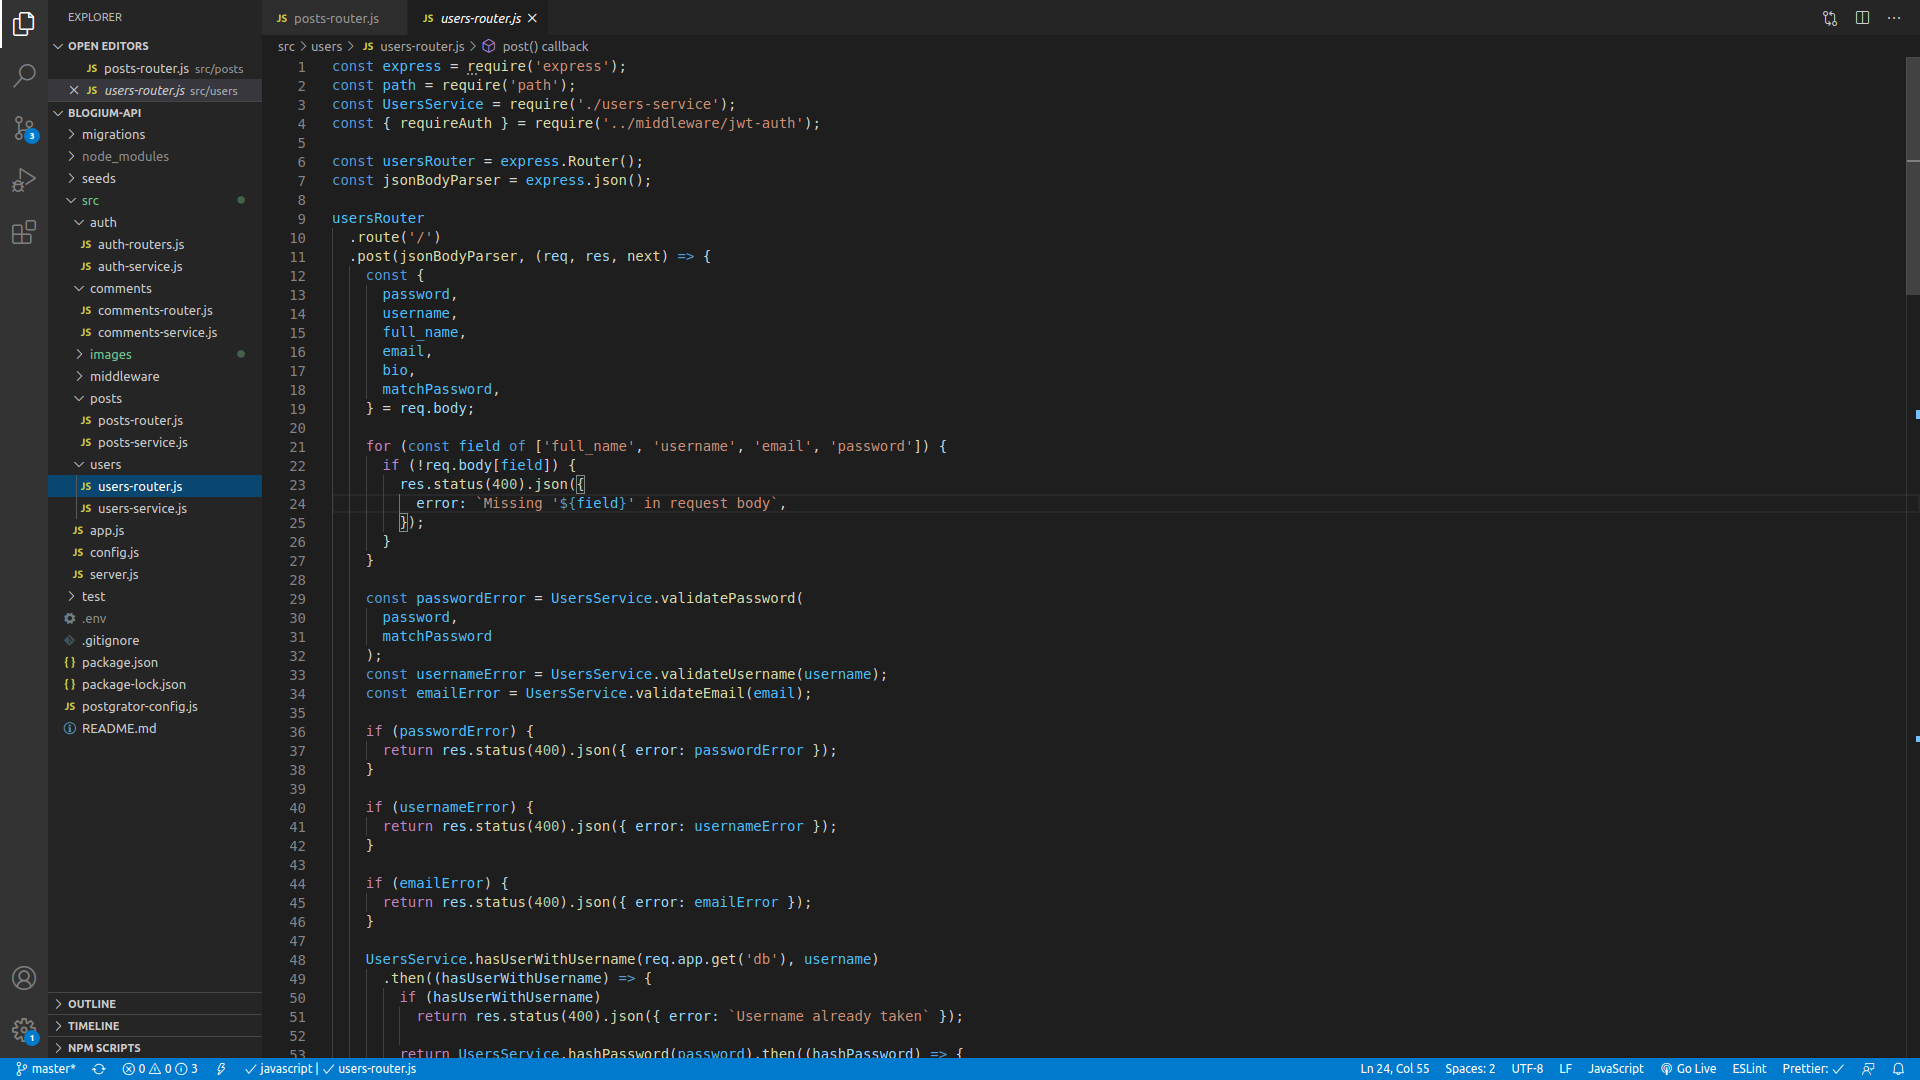 EXPLORER
OPEN EDITORS
JS posts-router.js src/posts
JS users-router.js src/users
BLOGIUM-API
migrations
node_modules
seeds
src
auth
JS auth-routers.js
JS auth-service.js
comments
JS comments-router.js
JS comments-service.js
images
middleware
posts
JS posts-router.js
JS posts-service.js
users
JS users-router.js
JS users-service.js
JS app.js
JS config.js
JS server.js
test
.env
.gitignore
{} package.json
{} package-lock.json
JS postgrator-config.js
README.md
OUTLINE
TIMELINE
NPM SCRIPTS
3
1
JS posts-router.js
JS users-router.js
src > users > JS users-router.js > post() callback
1 const express = require('express');
2 const path = require('path');
3 const UsersService = require('./users-service');
4 const { requireAuth } = require('../middleware/jwt-auth');
5
6 const usersRouter = express.Router();
7 const jsonBodyParser = express.json();
8
9 usersRouter
10 .route('/')
11 .post(jsonBodyParser, (req, res, next) => {
12 const {
13 password,
14 username,
15 full_name,
16 email,
17 bio,
18 matchPassword,
19 } = req.body;
20
21 for (const field of ['full_name', 'username', 'email', 'password']) {
22 if (!req.body[field]) {
23 res.status(400).json({
24 error: `Missing '${field}' in request body`,
25 });
26 }
27 }
28
29 const passwordError = UsersService.validatePassword(
30 password,
31 matchPassword
32 );
33 const usernameError = UsersService.validateUsername(username);
34 const emailError = UsersService.validateEmail(email);
35
36 if (passwordError) {
37 return res.status(400).json({ error: passwordError });
38 }
39
40 if (usernameError) {
41 return res.status(400).json({ error: usernameError });
42 }
43
44 if (emailError) {
45 return res.status(400).json({ error: emailError });
46 }
47
48 UsersService.hasUserWithUsername(req.app.get('db'), username)
49 .then((hasUserWithUsername) => {
50 if (hasUserWithUsername)
51 return res.status(400).json({ error: `Username already taken` });
52
53 return UsersService.hashPassword(password).then((hashPassword) => {
master* 0 0 3 javascript | users-router.js Ln 24, Col 55 Spaces: 2 UTF-8 LF JavaScript Go Live ESLint Prettier: